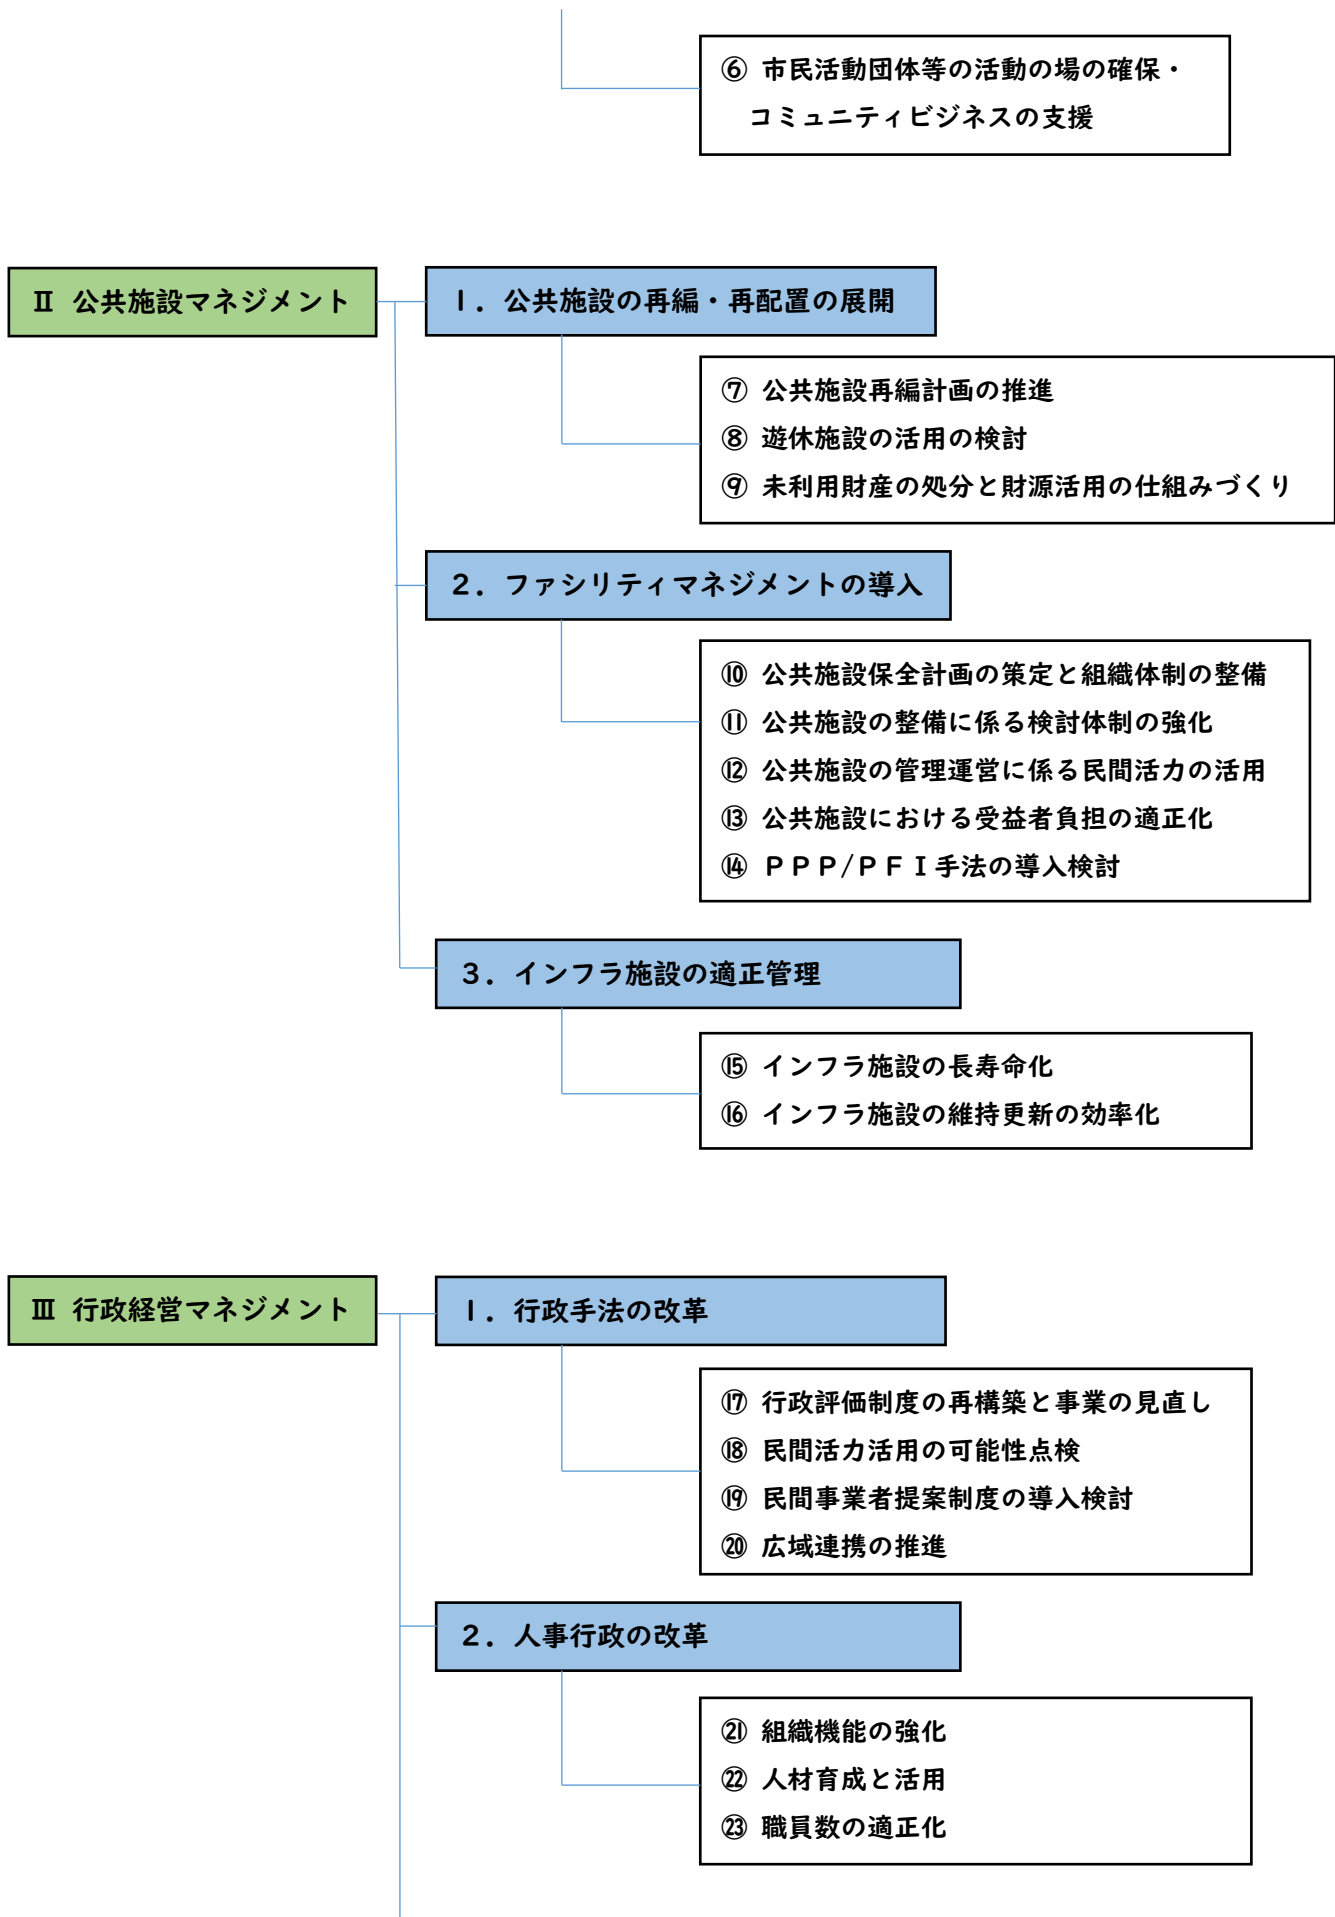 ⑥ 市民活動団体等の活動の場の確保・
コミュニティビジネスの支援
Ⅱ 公共施設マネジメント
１．公共施設の再編・再配置の展開
⑦ 公共施設再編計画の推進
⑧ 遊休施設の活用の検討
⑨ 未利用財産の処分と財源活用の仕組みづくり
２．ファシリティマネジメントの導入
⑩ 公共施設保全計画の策定と組織体制の整備
⑪ 公共施設の整備に係る検討体制の強化
⑫ 公共施設の管理運営に係る民間活力の活用
⑬ 公共施設における受益者負担の適正化
⑭ ＰＰＰ/ＰＦＩ手法の導入検討
３．インフラ施設の適正管理
⑮ インフラ施設の長寿命化
⑯ インフラ施設の維持更新の効率化
Ⅲ 行政経営マネジメント
１．行政手法の改革
⑰ 行政評価制度の再構築と事業の見直し
⑱ 民間活力活用の可能性点検
⑲ 民間事業者提案制度の導入検討
⑳ 広域連携の推進
２．人事行政の改革
㉑ 組織機能の強化
㉒ 人材育成と活用
㉓ 職員数の適正化